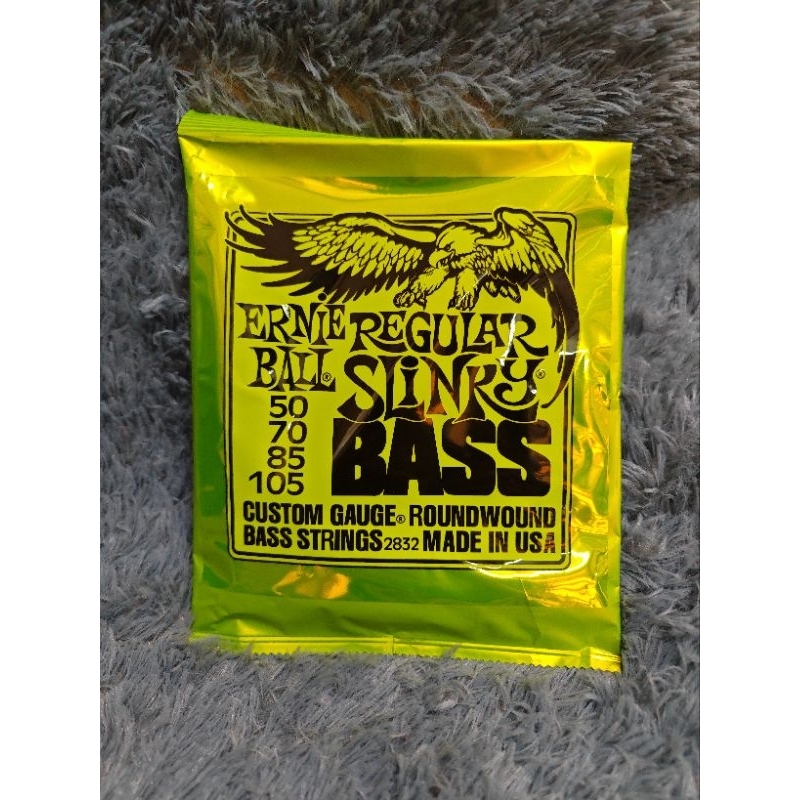 ERNIE
BALL®
REGULAR
SLINKY®
BASS
50
70
85
105
CUSTOM GAUGE® ROUNDWOUND
BASS STRINGS 2832 MADE IN USA